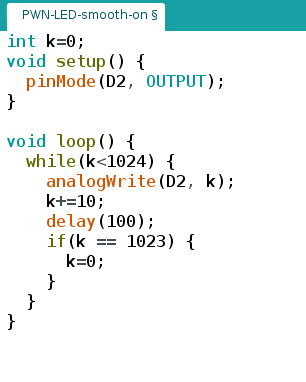 PWN-LED-smooth-on §
int k=0;
void setup() {
  pinMode(D2, OUTPUT);
}

void loop() {
  while(k<1024) {
    analogWrite(D2, k);
    k+=10;
    delay(100);
    if(k == 1023) {
      k=0;
    }
  }
}